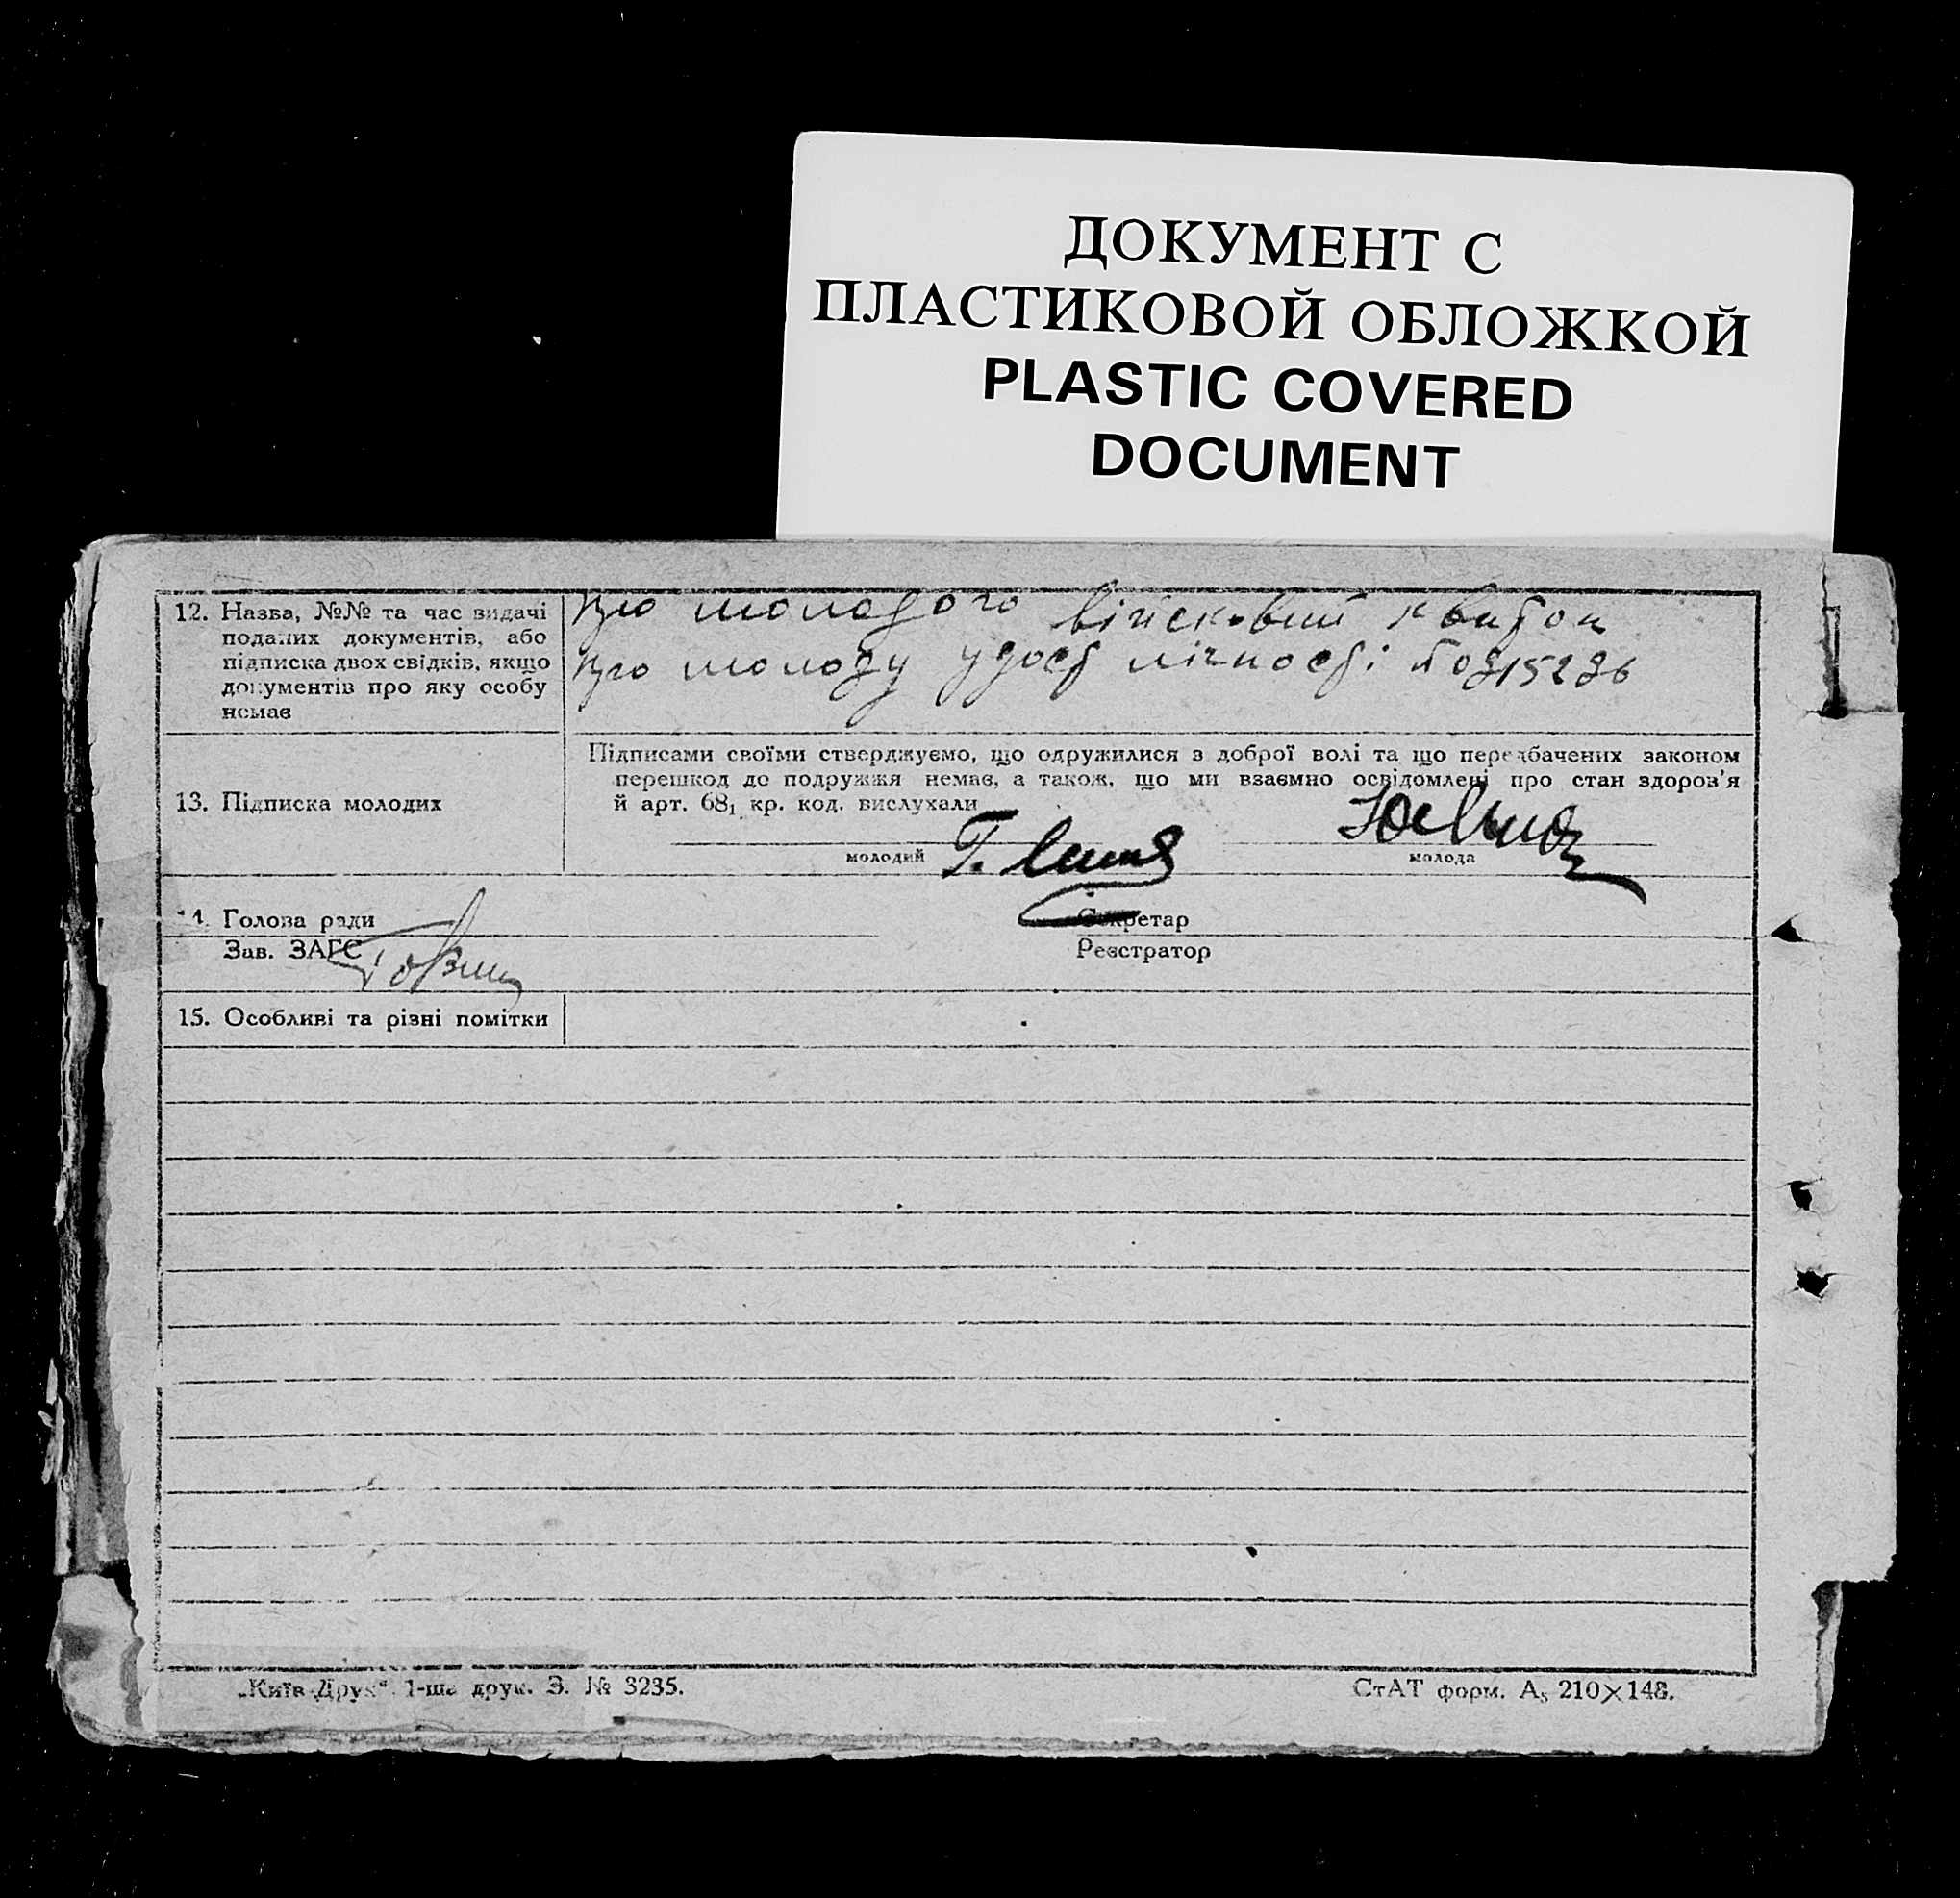 ДОКУМЕНТ С
ПЛАСТИКОВОЙ ОБЛОЖКОЙ
PLASTIC COVERED
DOCUMENT
12. Назва, №№ та час видачі
поданих документів, або
підписка двох свідків, якщо
документів про яку особу
немає
про молодого військовий квиток
про молоду удост лічності
13. Підписка молодих
Підписами своїми стверджуємо, що одружилися з доброї волі та що передбачених законом
перешкод до подружжя немає, а також, що ми взаємно освідомлені про стан здоров'я
й арт. 68₁ кр. код. вислухали
молодий
молода
14. Голова ради
Секретар
Зав. ЗАГС
Реєстратор
15. Особливі та різні помітки
„Київ-Друк“. 1-ша друк. З. № 3235.
СтАТ форм. А₅ 210×148.